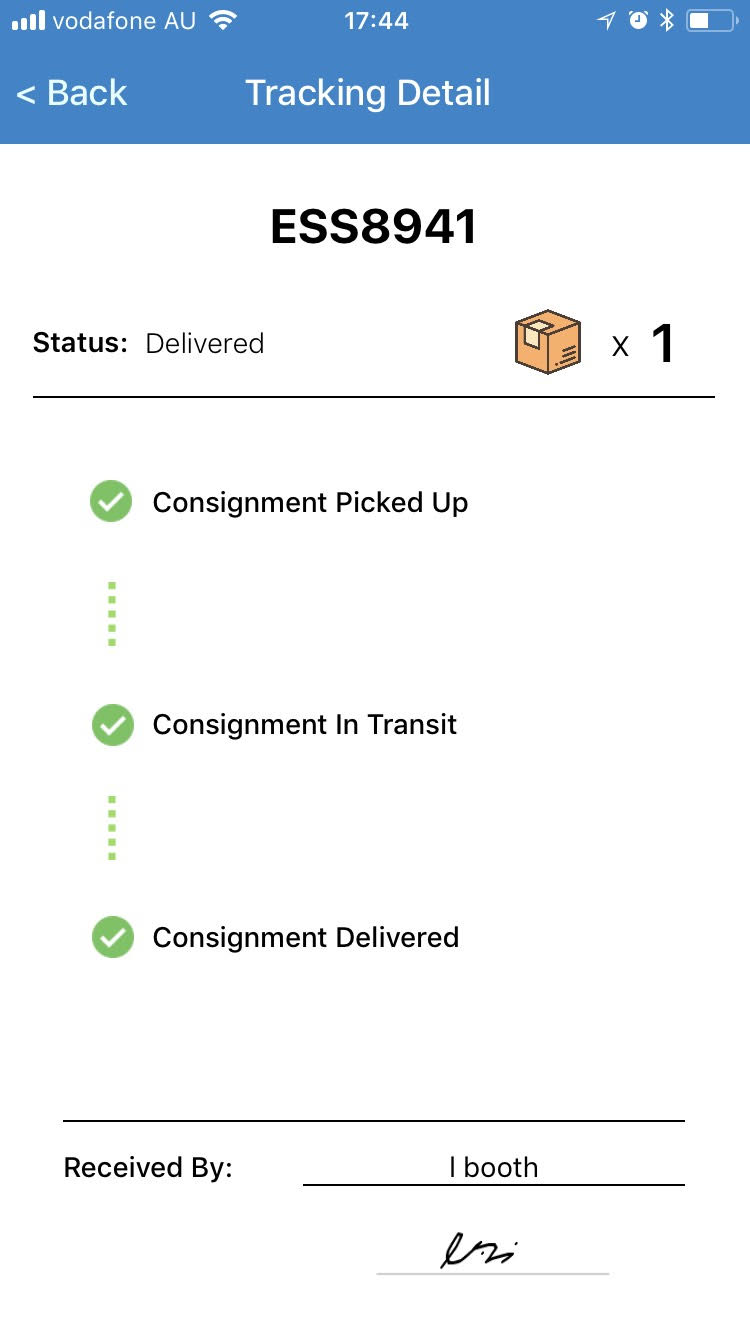 vodafone AU 17:44
< Back Tracking Detail
ESS8941
Status: Delivered x 1
Consignment Picked Up
Consignment In Transit
Consignment Delivered
Received By: l booth